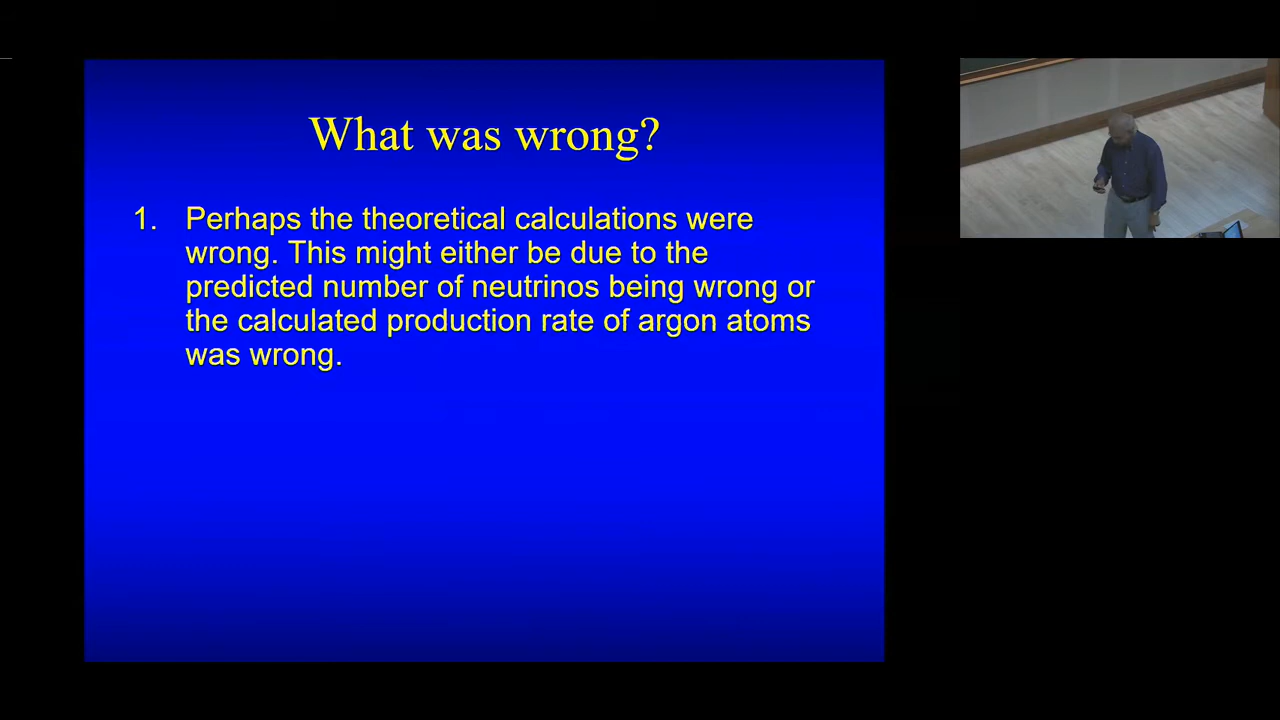 What was wrong?
1. Perhaps the theoretical calculations were
wrong. This might either be due to the
predicted number of neutrinos being wrong or
the calculated production rate of argon atoms
was wrong.